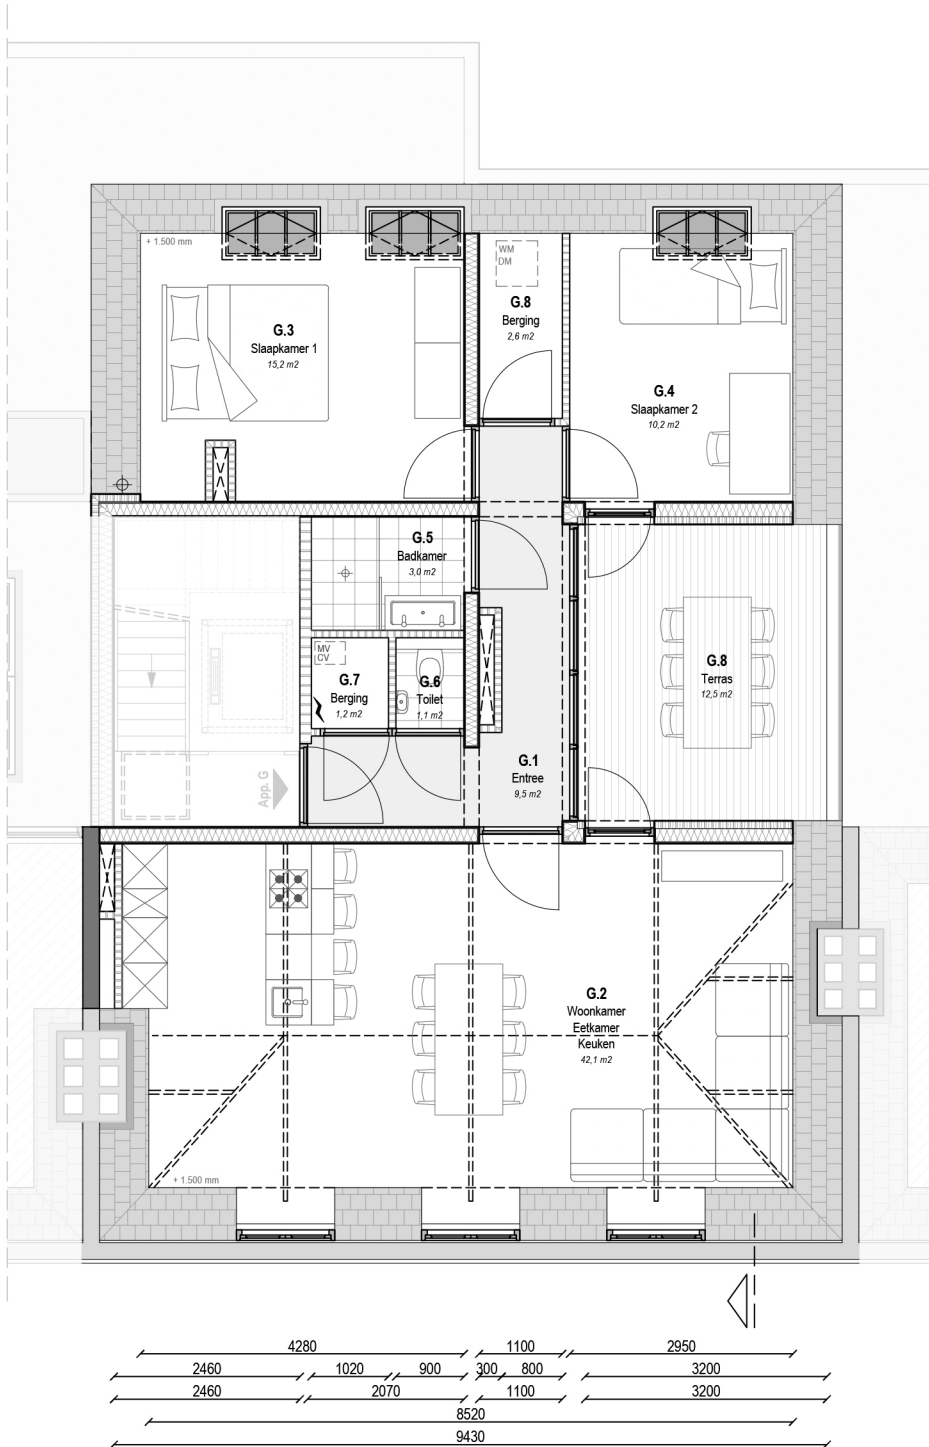 + 1.500 mm
WM
DM
G.8
Berging
2,6 m2
G.3
Slaapkamer 1
15,2 m2
G.4
Slaapkamer 2
10,2 m2
G.5
Badkamer
3,0 m2
MV
CV
G.7
Berging
1,2 m2
G.6
Toilet
1,1 m2
G.8
Terras
12,5 m2
G.1
Entree
9,5 m2
App. G
G.2
Woonkamer
Eetkamer
Keuken
42,1 m2
+ 1.500 mm
4280 1100 2950
2460 1020 900 300 800 3200
2460 2070 1100 3200
8520
9430